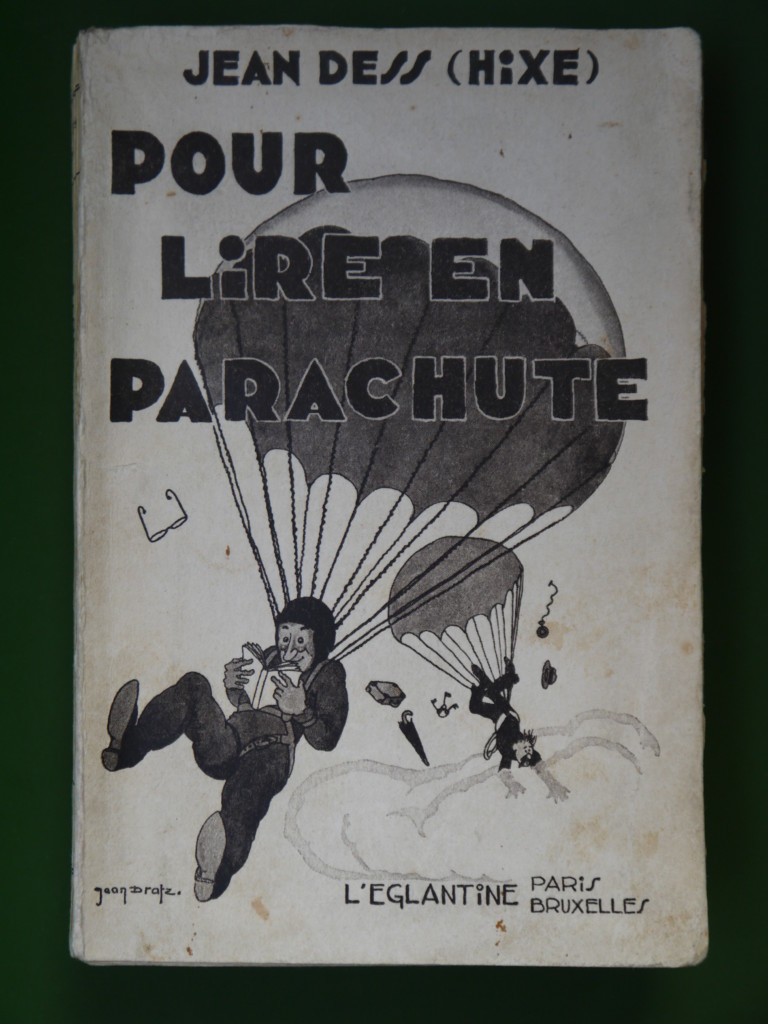 JEAN DESS (HiXE)
POUR
LiRE EN
PARACHUTE
jean Dratz.
L'EGLANTiNE PARiS
BRUXELLES